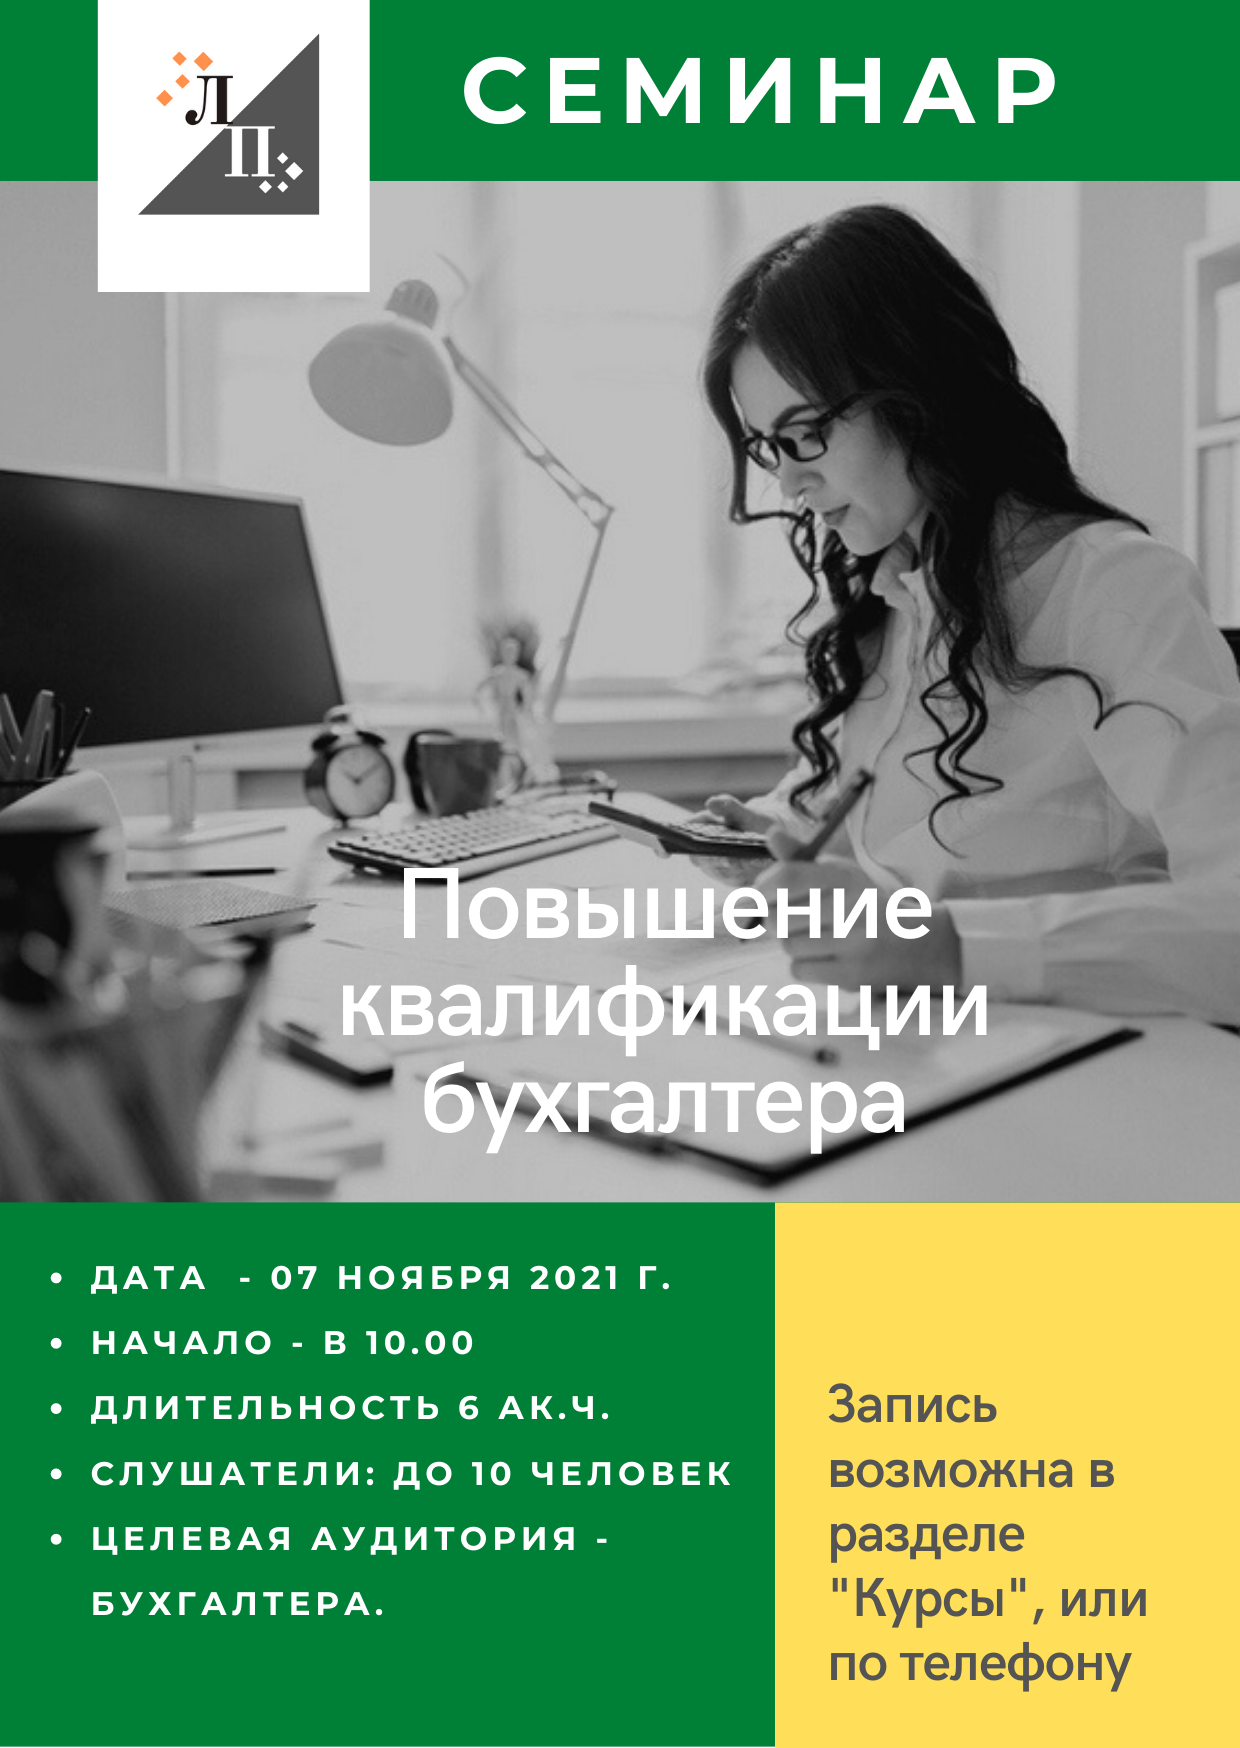 Л
П
СЕМИНАР
Повышение
квалификации
бухгалтера
• ДАТА  - 07 НОЯБРЯ 2021 Г.
• НАЧАЛО - В 10.00
• ДЛИТЕЛЬНОСТЬ 6 АК.Ч.
• СЛУШАТЕЛИ: ДО 10 ЧЕЛОВЕК
• ЦЕЛЕВАЯ АУДИТОРИЯ -
БУХГАЛТЕРА.
Запись
возможна в
разделе
"Курсы", или
по телефону